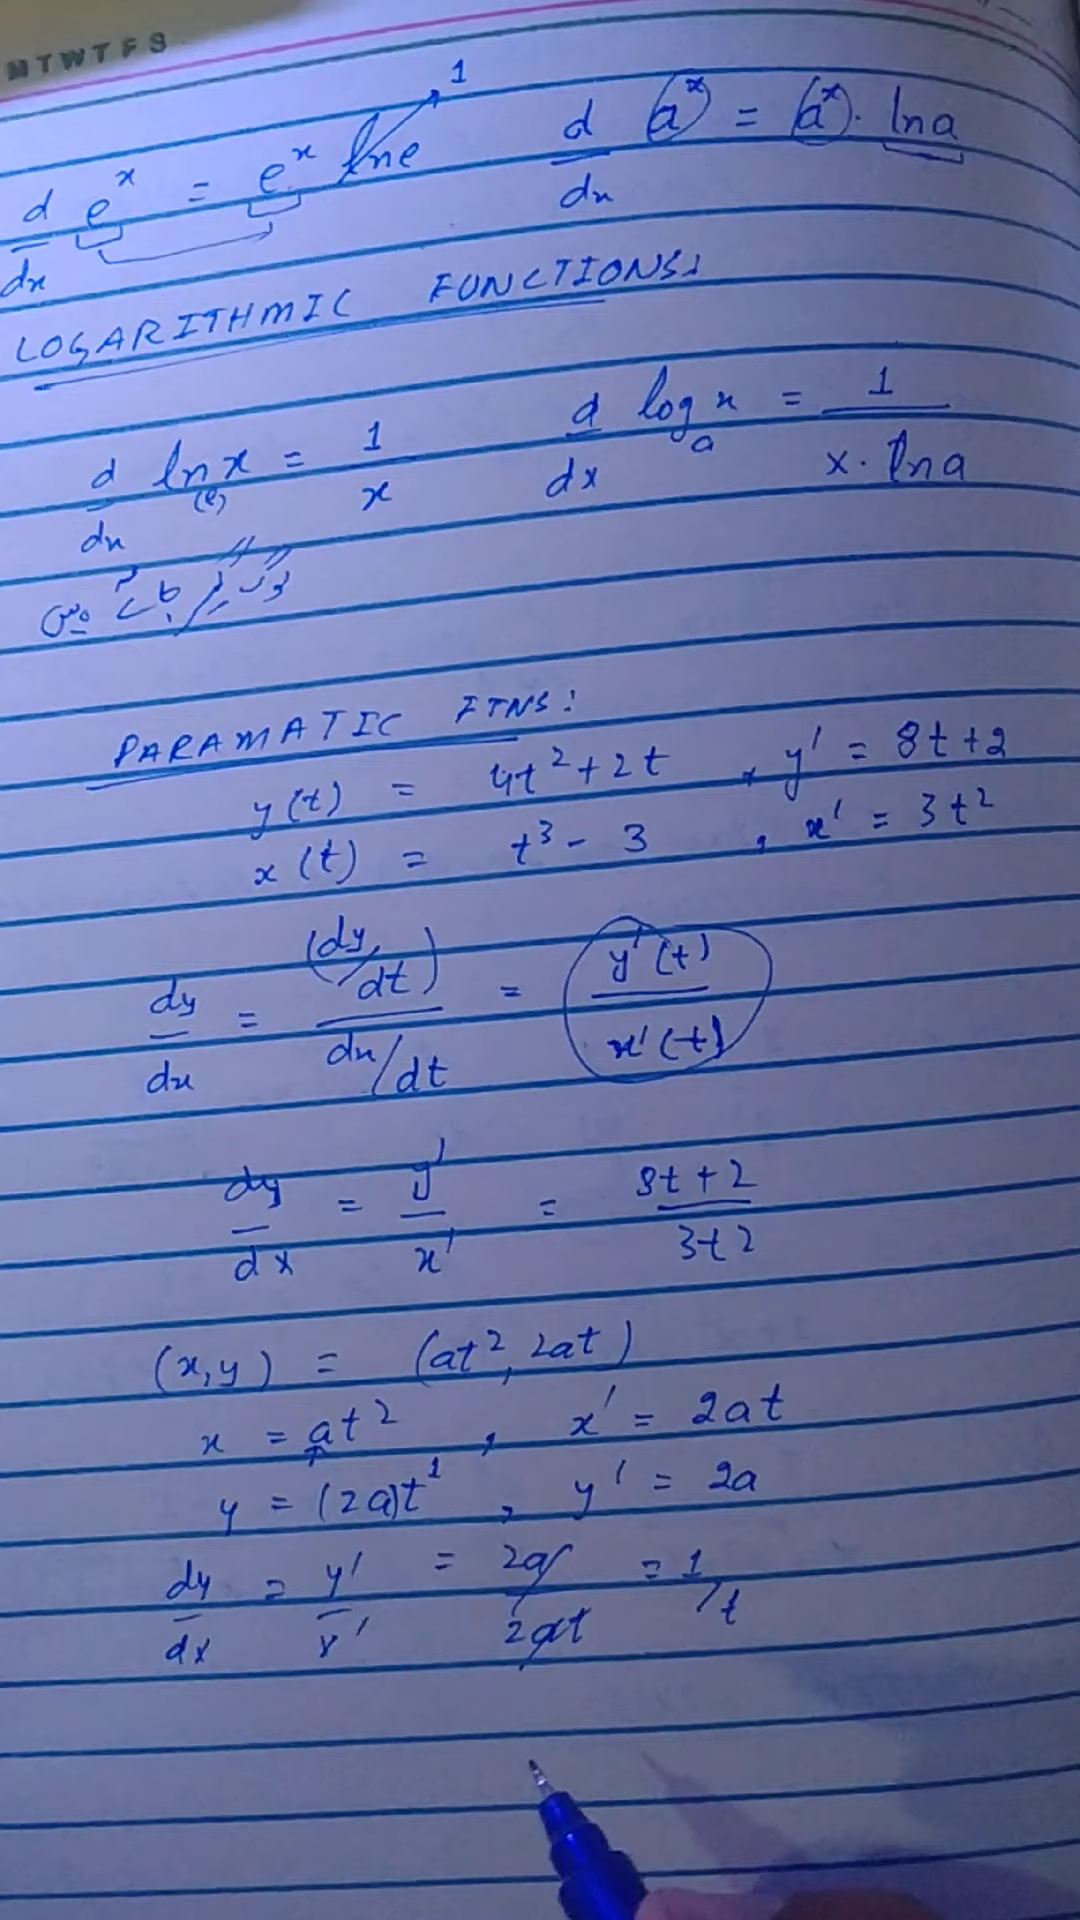 MTWTFS
d/dx e^x = e^x lne 1 d/dx (a^x) = (a^x). lna
LOGARITHMIC FUNCTIONS:
d/dx ln x (e) = 1/x d/dx log_a x = 1/(x. lna)
PARAMATIC FTNS:
y(t) = 4t²+2t , y' = 8t+2
x(t) = t³- 3 , x' = 3t²
dy/dx = (dy/dt)/(dx/dt) = y'(t)/x'(t)
dy/dx = y'/x' = 8t+2/3t2
(x,y) = (at², 2at)
x = at² , x' = 2at
y = (2a)t¹ , y' = 2a
dy/dx = y'/x' = 2a/2at = 1/t